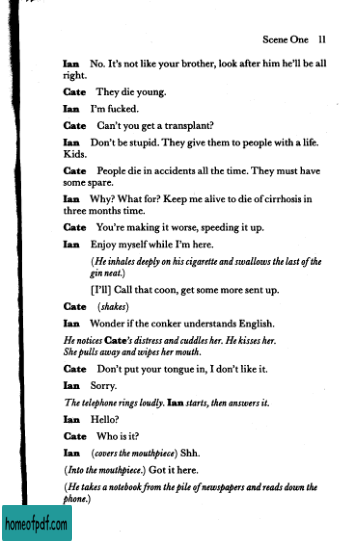 Scene One 11
Ian No. It's not like your brother, look after him he'll be all
right.
Cate They die young.
Ian I'm fucked.
Cate Can't you get a transplant?
Ian Don't be stupid. They give them to people with a life.
Kids.
Cate People die in accidents all the time. They must have
some spare.
Ian Why? What for? Keep me alive to die of cirrhosis in
three months time.
Cate You're making it worse, speeding it up.
Ian Enjoy myself while I'm here.
(He inhales deeply on his cigarette and swallows the last of the
gin neat.)
[I'll] Call that coon, get some more sent up.
Cate (shakes)
Ian Wonder if the conker understands English.
He notices Cate's distress and cuddles her. He kisses her.
She pulls away and wipes her mouth.
Cate Don't put your tongue in, I don't like it.
Ian Sorry.
The telephone rings loudly. Ian starts, then answers it.
Ian Hello?
Cate Who is it?
Ian (covers the mouthpiece) Shh.
(Into the mouthpiece.) Got it here.
(He takes a notebook from the pile of newspapers and reads down the
phone.)
homeofpdf.com